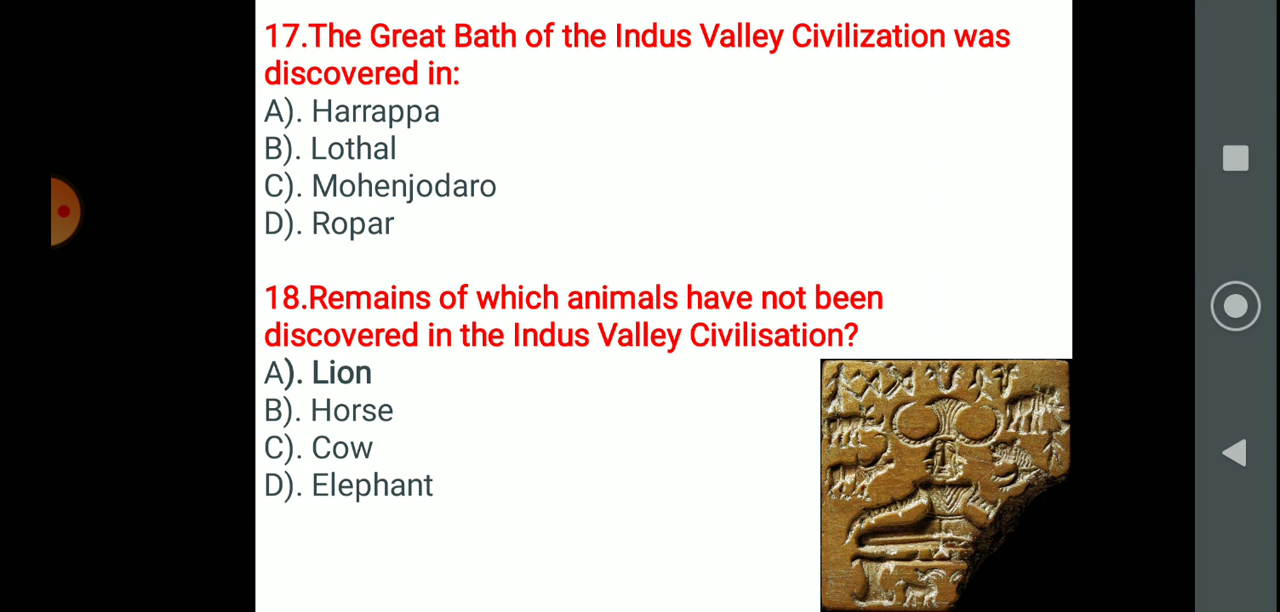 17.The Great Bath of the Indus Valley Civilization was
discovered in:
A). Harrappa
B). Lothal
C). Mohenjodaro
D). Ropar
18.Remains of which animals have not been
discovered in the Indus Valley Civilisation?
A). Lion
B). Horse
C). Cow
D). Elephant